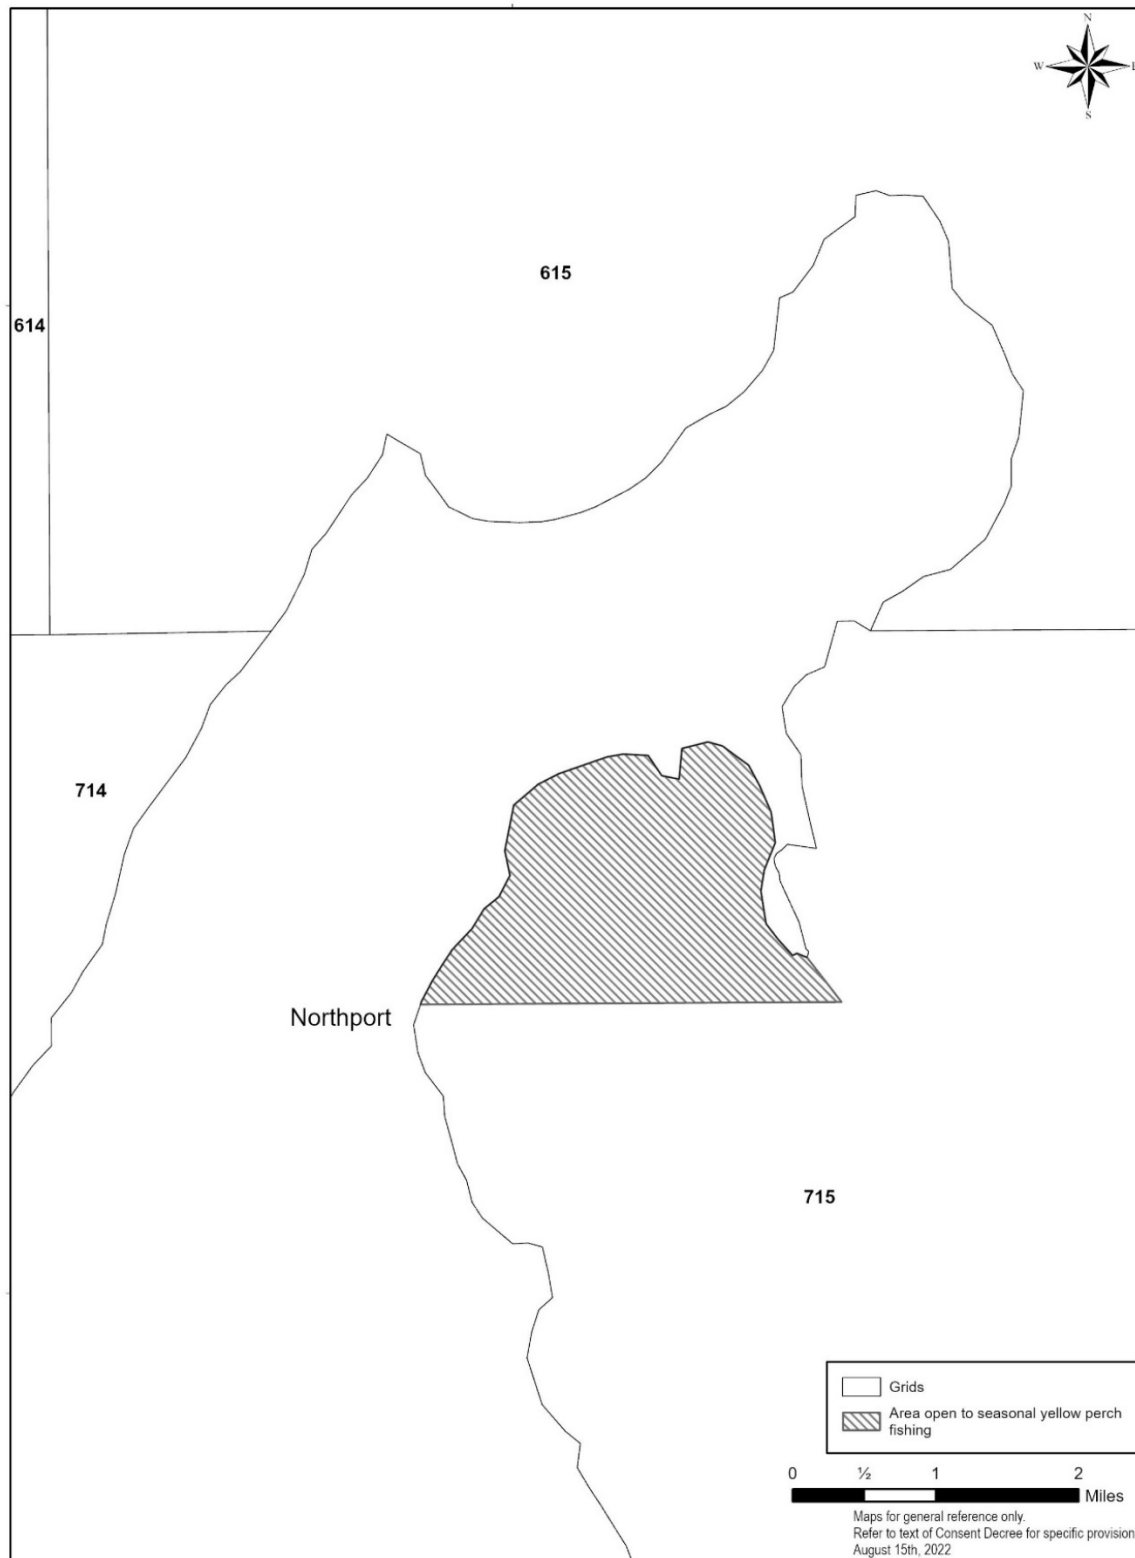 N
W E
S
615
614
714
Northport
715
Grids
Area open to seasonal yellow perch
fishing
0 ½ 1 2
Miles
Maps for general reference only.
Refer to text of Consent Decree for specific provision
August 15th, 2022